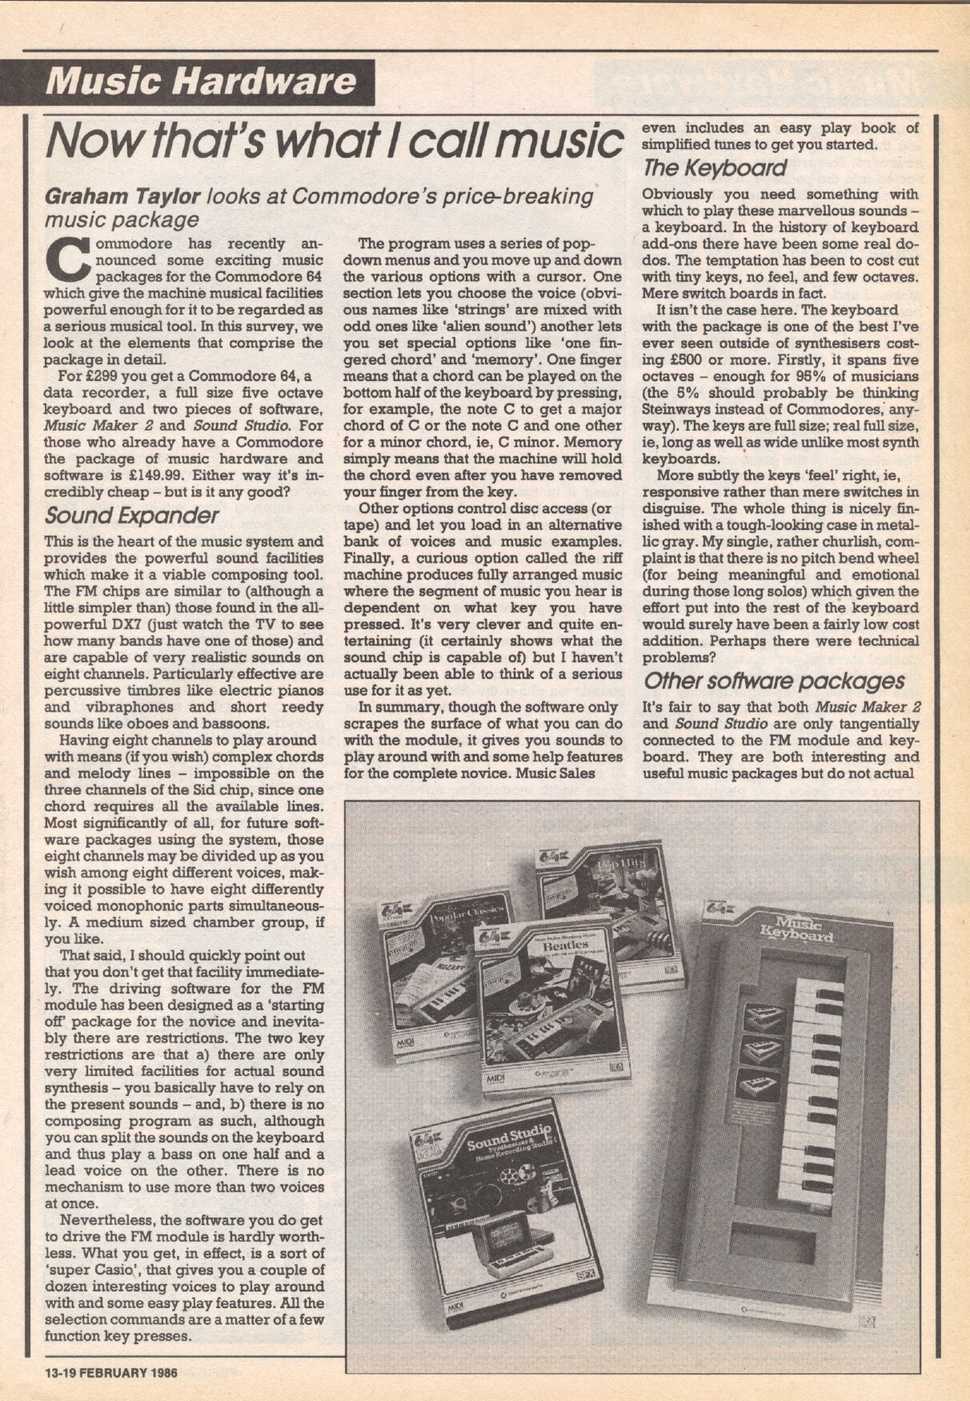 Music Hardware
Now that's what I call music
Graham Taylor looks at Commodore's price-breaking
music package
Commodore has recently an-
nounced some exciting music
packages for the Commodore 64
which give the machine musical facilities
powerful enough for it to be regarded as
a serious musical tool. In this survey, we
look at the elements that comprise the
package in detail.
For £299 you get a Commodore 64, a
data recorder, a full size five octave
keyboard and two pieces of software,
Music Maker 2 and Sound Studio. For
those who already have a Commodore
the package of music hardware and
software is £149.99. Either way it's in-
credibly cheap – but is it any good?
Sound Expander
This is the heart of the music system and
provides the powerful sound facilities
which make it a viable composing tool.
The FM chips are similar to (although a
little simpler than) those found in the all-
powerful DX7 (just watch the TV to see
how many bands have one of those) and
are capable of very realistic sounds on
eight channels. Particularly effective are
percussive timbres like electric pianos
and vibraphones and short reedy
sounds like oboes and bassoons.
Having eight channels to play around
with means (if you wish) complex chords
and melody lines – impossible on the
three channels of the Sid chip, since one
chord requires all the available lines.
Most significantly of all, for future soft-
ware packages using the system, those
eight channels may be divided up as you
wish among eight different voices, mak-
ing it possible to have eight differently
voiced monophonic parts simultaneous-
ly. A medium sized chamber group, if
you like.
That said, I should quickly point out
that you don't get that facility immediate-
ly. The driving software for the FM
module has been designed as a 'starting
off' package for the novice and inevita-
bly there are restrictions. The two key
restrictions are that a) there are only
very limited facilities for actual sound
synthesis – you basically have to rely on
the present sounds – and, b) there is no
composing program as such, although
you can split the sounds on the keyboard
and thus play a bass on one half and a
lead voice on the other. There is no
mechanism to use more than two voices
at once.
Nevertheless, the software you do get
to drive the FM module is hardly worth-
less. What you get, in effect, is a sort of
'super Casio', that gives you a couple of
dozen interesting voices to play around
with and some easy play features. All the
selection commands are a matter of a few
function key presses.
The program uses a series of pop-
down menus and you move up and down
the various options with a cursor. One
section lets you choose the voice (obvi-
ous names like 'strings' are mixed with
odd ones like 'alien sound') another lets
you set special options like 'one fin-
gered chord' and 'memory'. One finger
means that a chord can be played on the
bottom half of the keyboard by pressing,
for example, the note C to get a major
chord of C or the note C and one other
for a minor chord, ie, C minor. Memory
simply means that the machine will hold
the chord even after you have removed
your finger from the key.
Other options control disc access (or
tape) and let you load in an alternative
bank of voices and music examples.
Finally, a curious option called the riff
machine produces fully arranged music
where the segment of music you hear is
dependent on what key you have
pressed. It's very clever and quite en-
tertaining (it certainly shows what the
sound chip is capable of) but I haven't
actually been able to think of a serious
use for it as yet.
In summary, though the software only
scrapes the surface of what you can do
with the module, it gives you sounds to
play around with and some help features
for the complete novice. Music Sales
even includes an easy play book of
simplified tunes to get you started.
The Keyboard
Obviously you need something with
which to play these marvellous sounds –
a keyboard. In the history of keyboard
add-ons there have been some real do-
dos. The temptation has been to cost cut
with tiny keys, no feel, and few octaves.
Mere switch boards in fact.
It isn't the case here. The keyboard
with the package is one of the best I've
ever seen outside of synthesisers cost-
ing £500 or more. Firstly, it spans five
octaves – enough for 95% of musicians
(the 5% should probably be thinking
Steinways instead of Commodores, any-
way). The keys are full size; real full size,
ie, long as well as wide unlike most synth
keyboards.
More subtly the keys 'feel' right, ie,
responsive rather than mere switches in
disguise. The whole thing is nicely fin-
ished with a tough-looking case in metal-
lic gray. My single, rather churlish, com-
plaint is that there is no pitch bend wheel
(for being meaningful and emotional
during those long solos) which given the
effort put into the rest of the keyboard
would surely have been a fairly low cost
addition. Perhaps there were technical
problems?
Other software packages
It's fair to say that both Music Maker 2
and Sound Studio are only tangentially
connected to the FM module and key-
board. They are both interesting and
useful music packages but do not actual
64
Pop Hits
64
Popular Classics
64
Beatles
MIDI
MIDI
64
Music
Keyboard
64
Sound Studio
Synthesizer &
Home Recording Studio
MIDI
13-19 FEBRUARY 1986